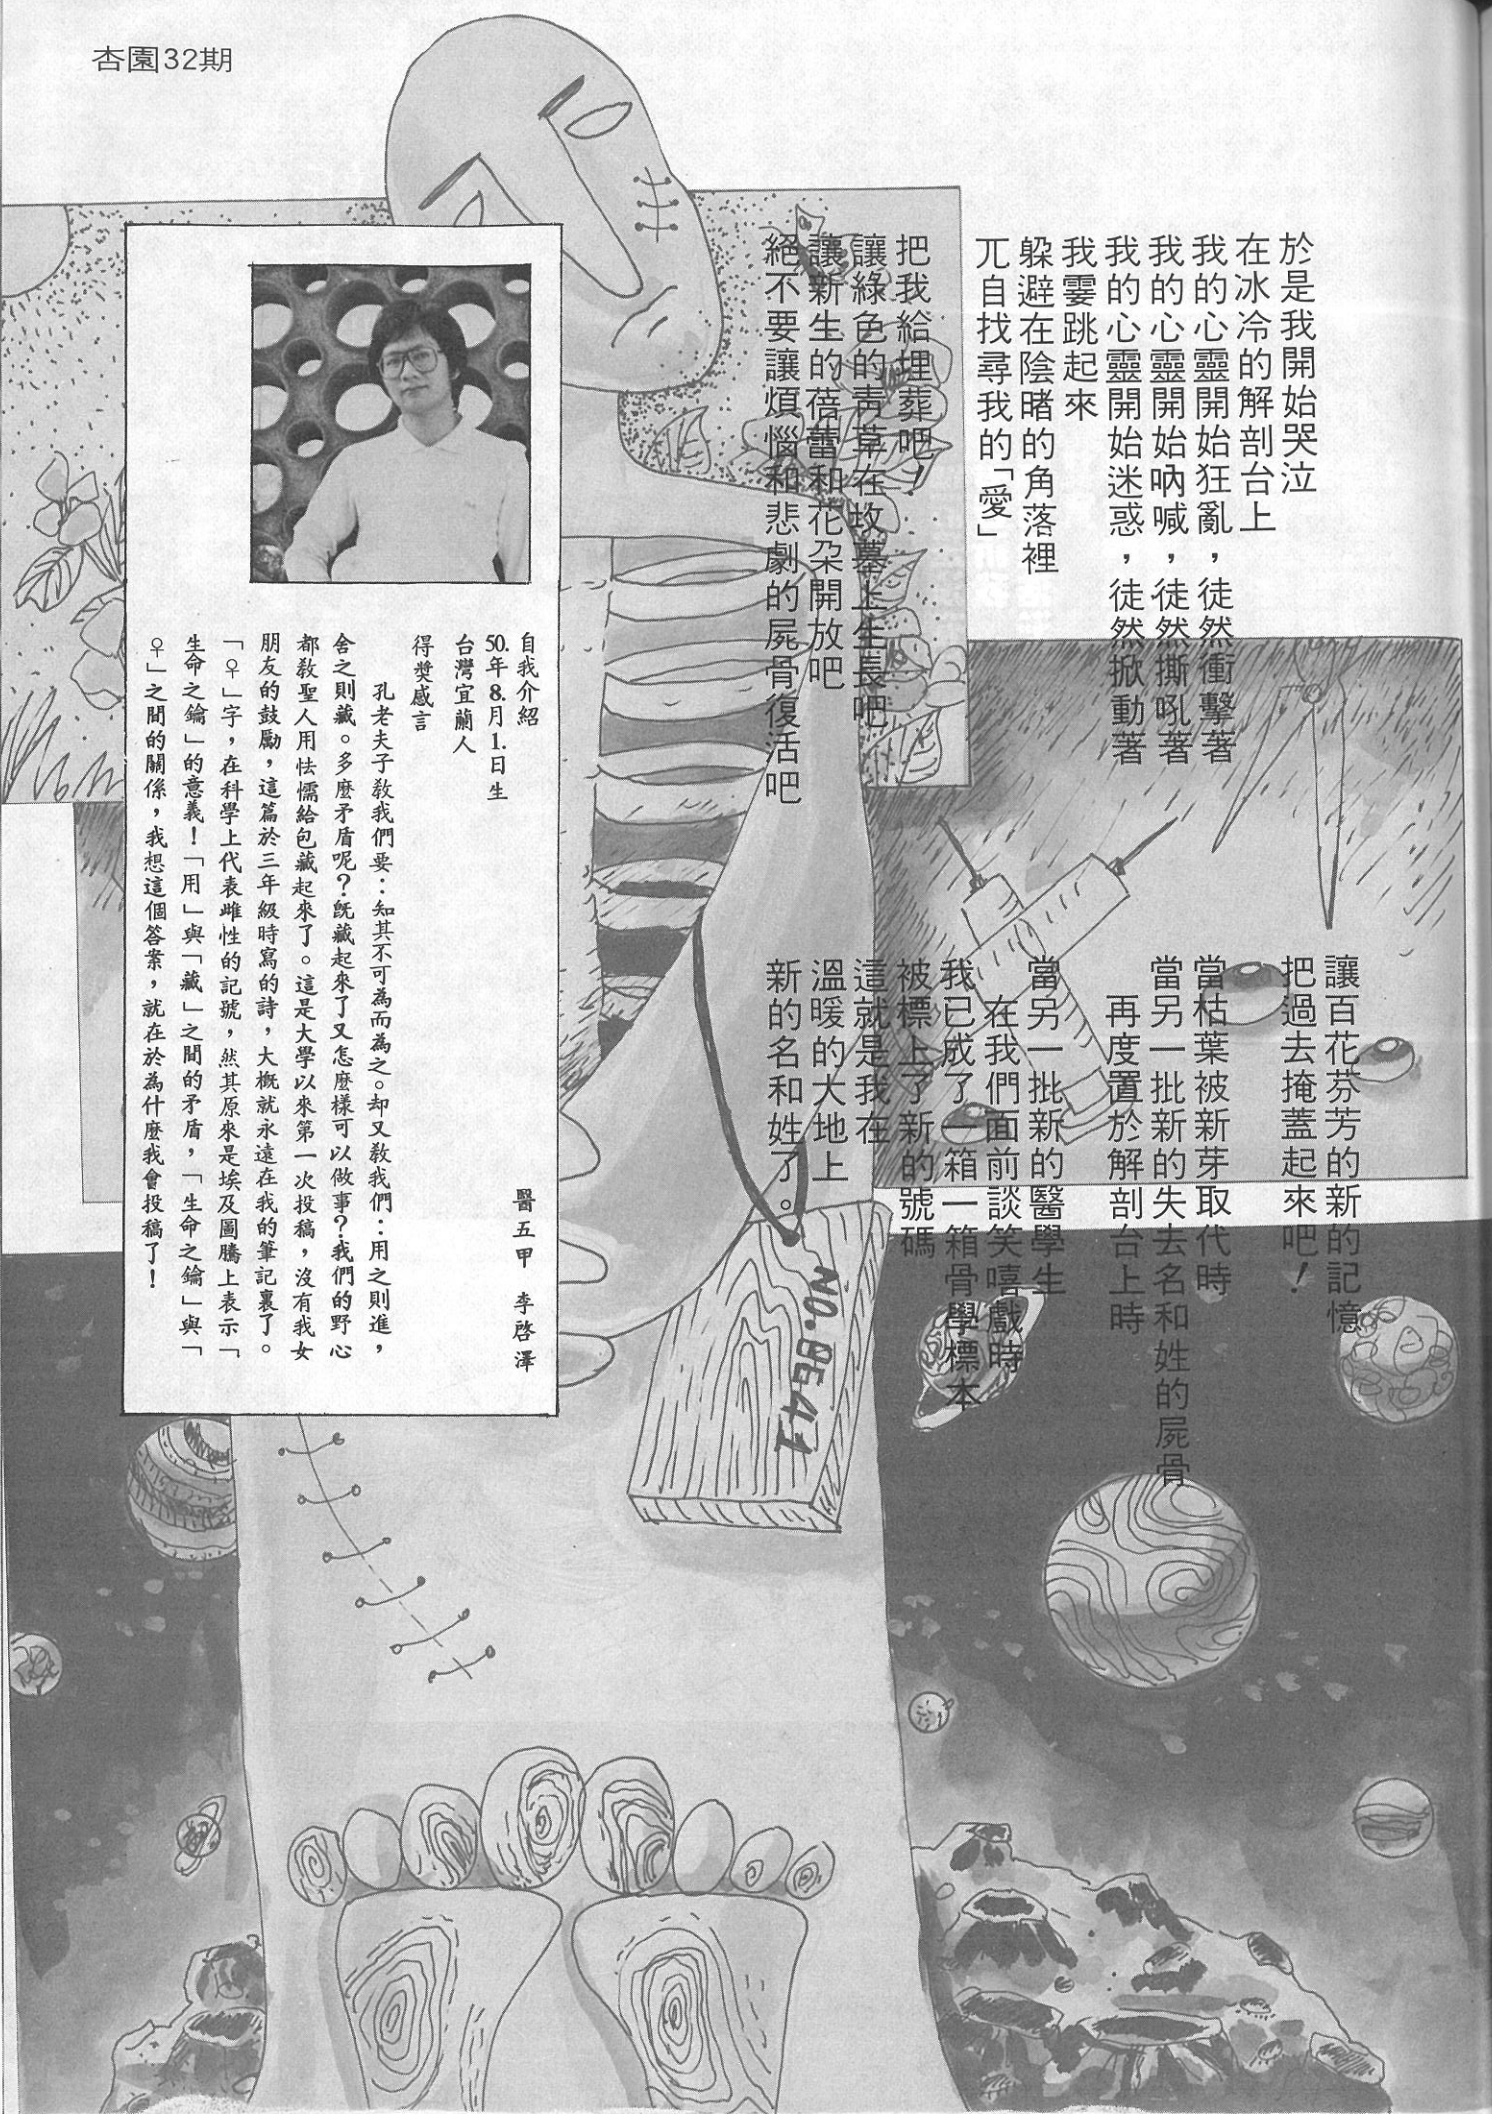 杏園32期
於是我開始哭泣
在冰冷的解剖台上
我的心靈開始狂亂，徒然衝擊著
我的心靈開始吶喊，徒然撕吼著
我的心靈開始迷惑，徒然掀動著
我霎跳起來
躲避在陰暗的角落裡
兀自找尋我的「愛」
把我給埋葬吧！
讓綠色的青草在坟墓上生長吧
讓新生的蓓蕾和花朵開放吧
絕不要讓煩惱和悲劇的屍骨復活吧
讓百花芬芳的新的記憶
把過去掩蓋起來吧！
當枯葉被新芽取代時
當另一批新的失去名和姓的屍骨
再度置於解剖台上時
當另一批新的醫學生
在我們面前談笑嘻戲時
我已成了一箱一箱骨學標本
被標上了新的號碼
這就是我在
溫暖的大地上
新的名和姓了。
NO.8641
自我介紹
醫五甲　李啓澤
50.年8.月1.日生
台灣宜蘭人
得獎感言
孔老夫子敎我們要：知其不可為而為之。却又敎我們：用之則進，
舍之則藏。多麼矛盾呢？旣藏起來了又怎麼樣可以做事？我們的野心
都敎聖人用怯懦給包藏起來了。這是大學以來第一次投稿，沒有我女
朋友的鼓勵，這篇於三年級時寫的詩，大槪就永遠在我的筆記裏了。
「♀」字，在科學上代表雌性的記號，然其原來是埃及圖騰上表示「
生命之鑰」的意義！「用」與「藏」之間的矛盾，「生命之鑰」與「
♀」之間的關係，我想這個答案，就在於為什麼我會投稿了！